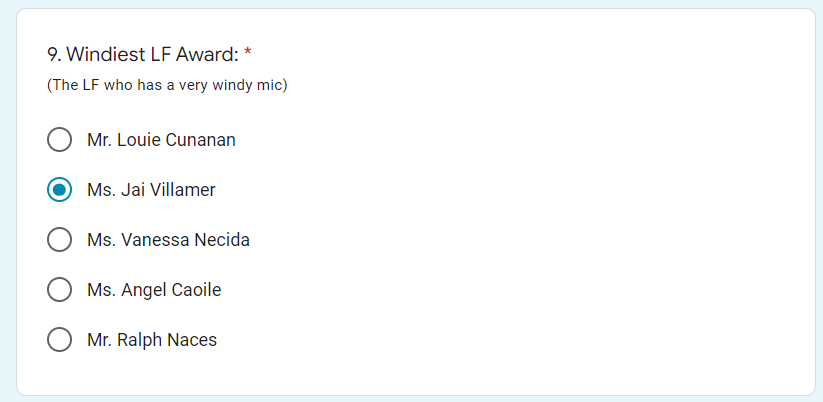 9. Windiest LF Award: *
(The LF who has a very windy mic)
Mr. Louie Cunanan
Ms. Jai Villamer
Ms. Vanessa Necida
Ms. Angel Caoile
Mr. Ralph Naces